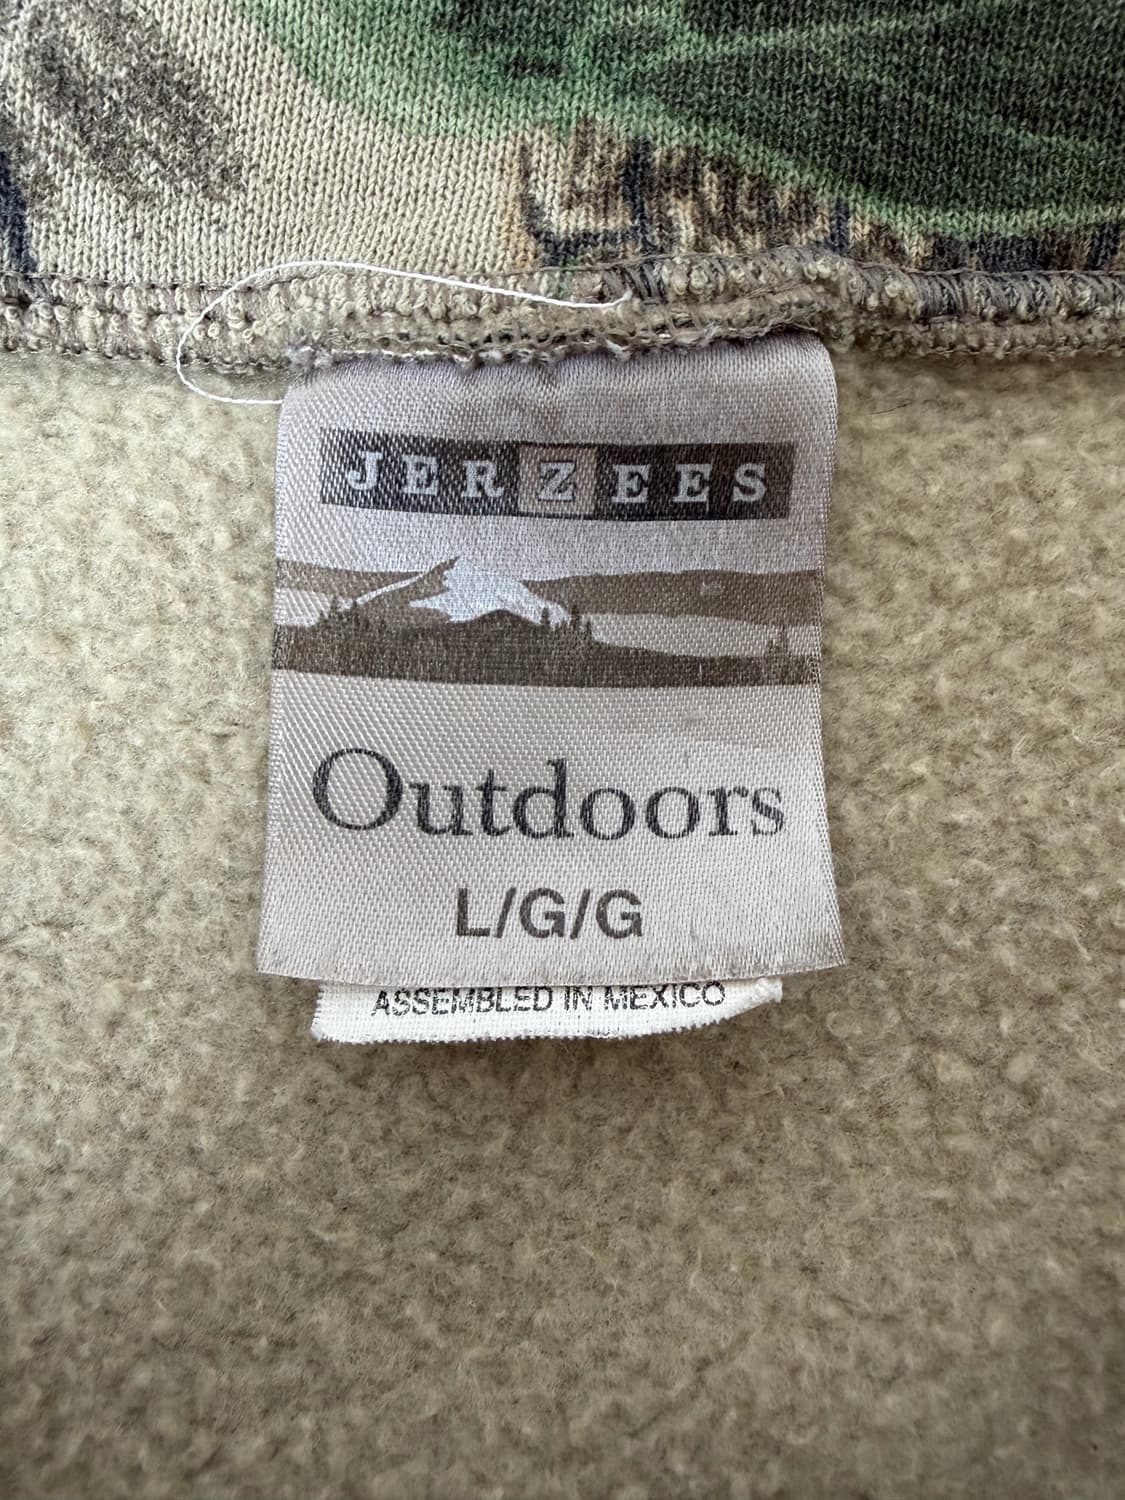 JERZEES
Outdoors
L/G/G
ASSEMBLED IN MEXICO